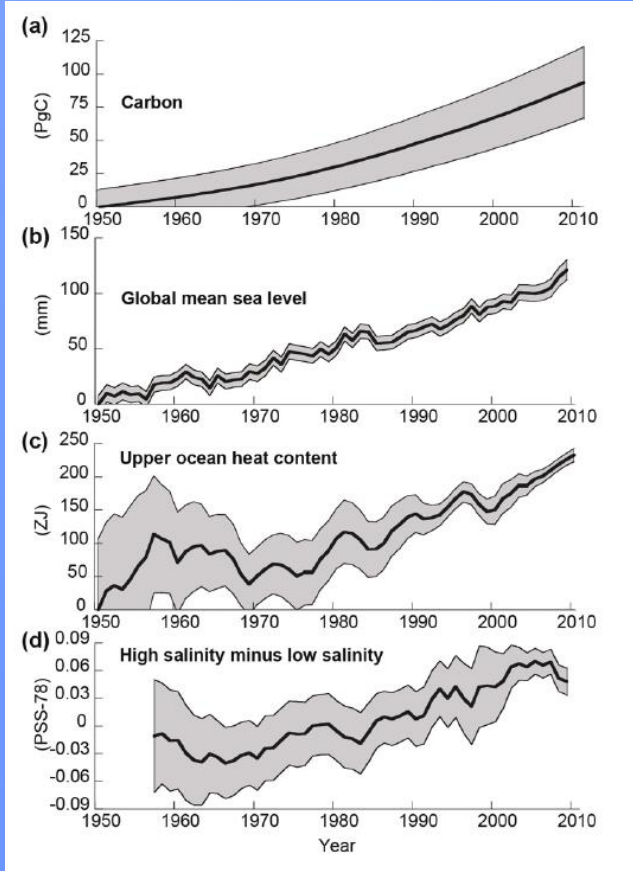 (a)
125
100
75
50
25
0
(PgC)
Carbon
1950 1960 1970 1980 1990 2000 2010
(b)
150
100
50
0
(mm)
Global mean sea level
1950 1960 1970 1980 1990 2000 2010
(c)
250
200
150
100
50
0
(ZJ)
Upper ocean heat content
1950 1960 1970 1980 1990 2000 2010
(d)
0.09
0.06
0.03
0
-0.03
-0.06
-0.09
(PSS-78)
High salinity minus low salinity
1950 1960 1970 1980 1990 2000 2010
Year